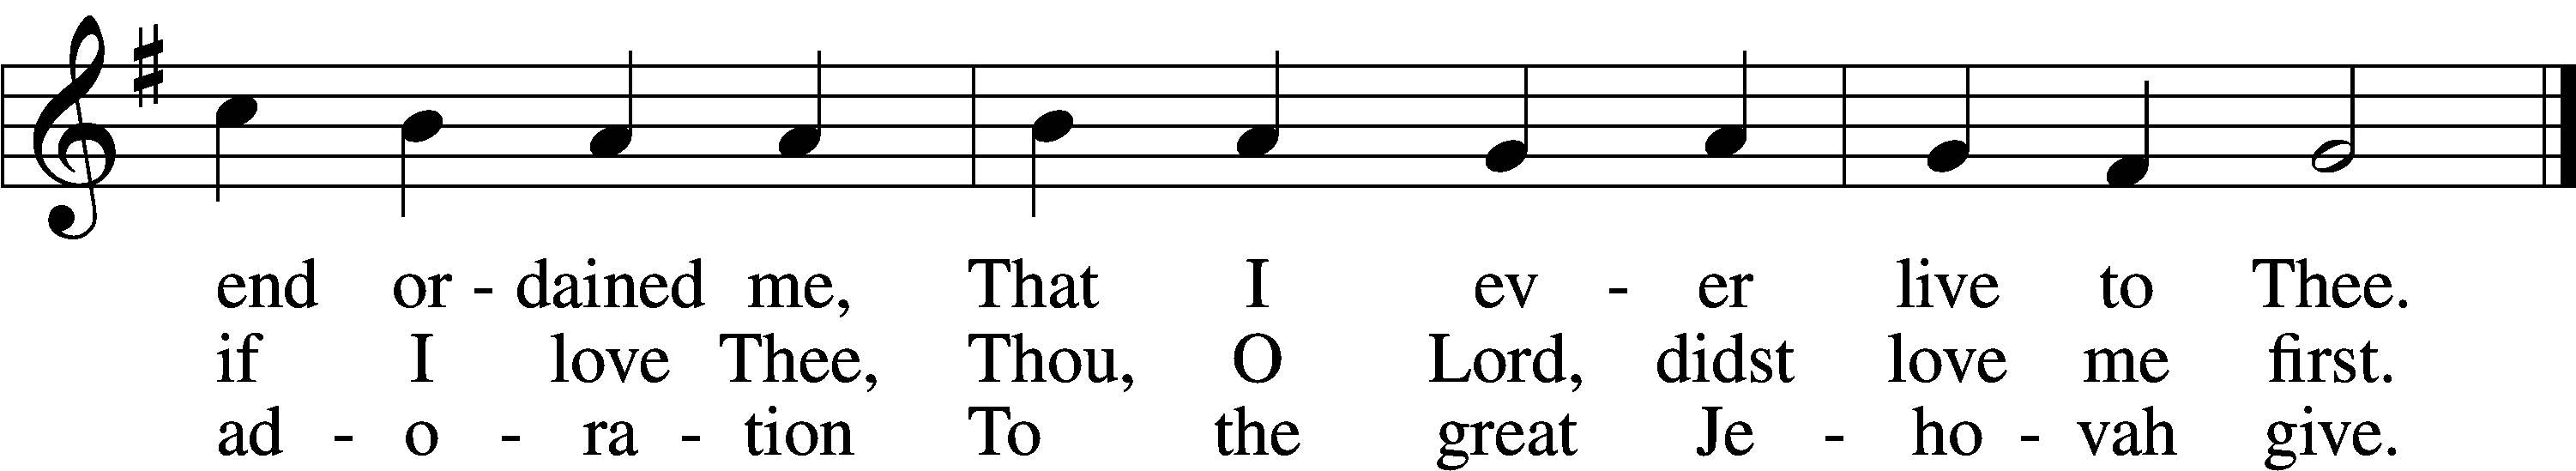 end or - dained me, That I ev - er live to Thee.
if I love Thee, Thou, O Lord, didst love me first.
ad - o - ra - tion To the great Je - ho - vah give.